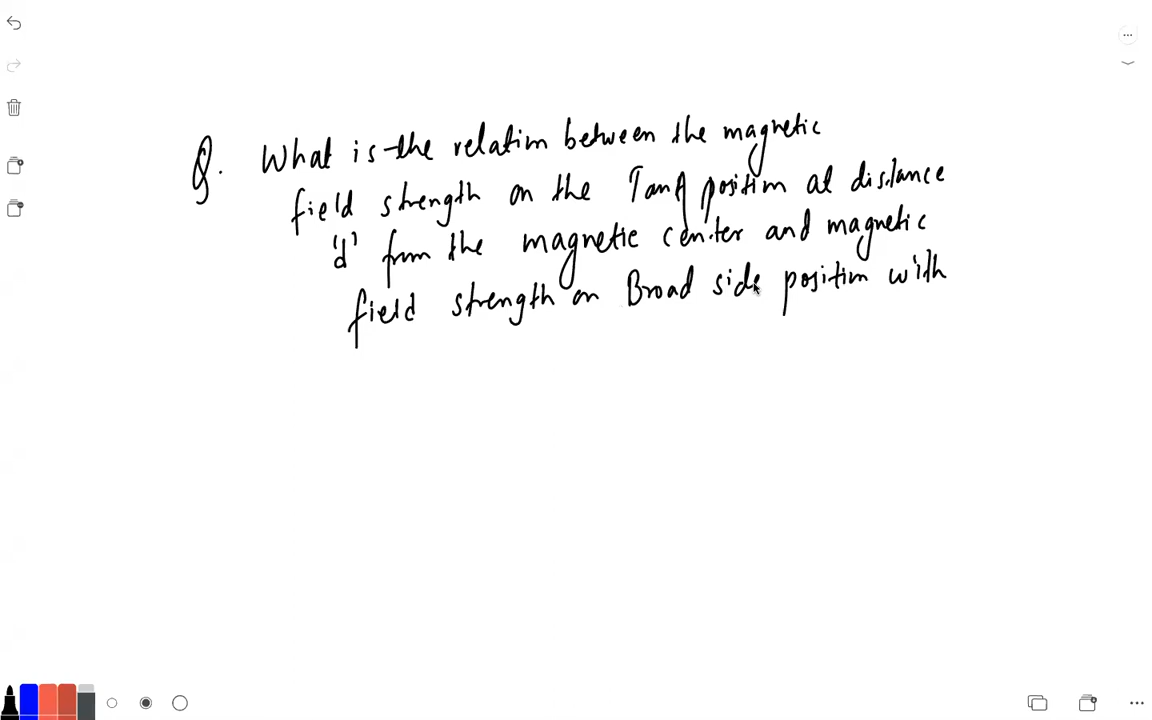 Q. What is the relation between the magnetic
field strength on the Tan A position at distance
'd' from the magnetic center and magnetic
field strength on Broad side position with